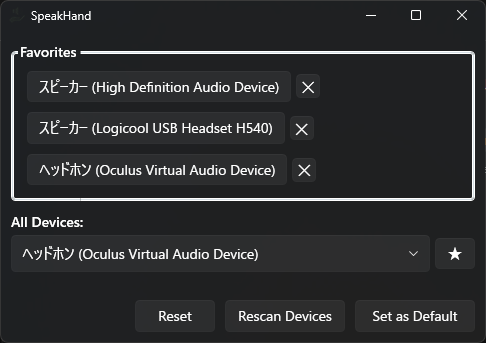 SpeakHand
Favorites
スピーカー (High Definition Audio Device)
スピーカー (Logicool USB Headset H540)
ヘッドホン (Oculus Virtual Audio Device)
All Devices:
ヘッドホン (Oculus Virtual Audio Device)
Reset
Rescan Devices
Set as Default